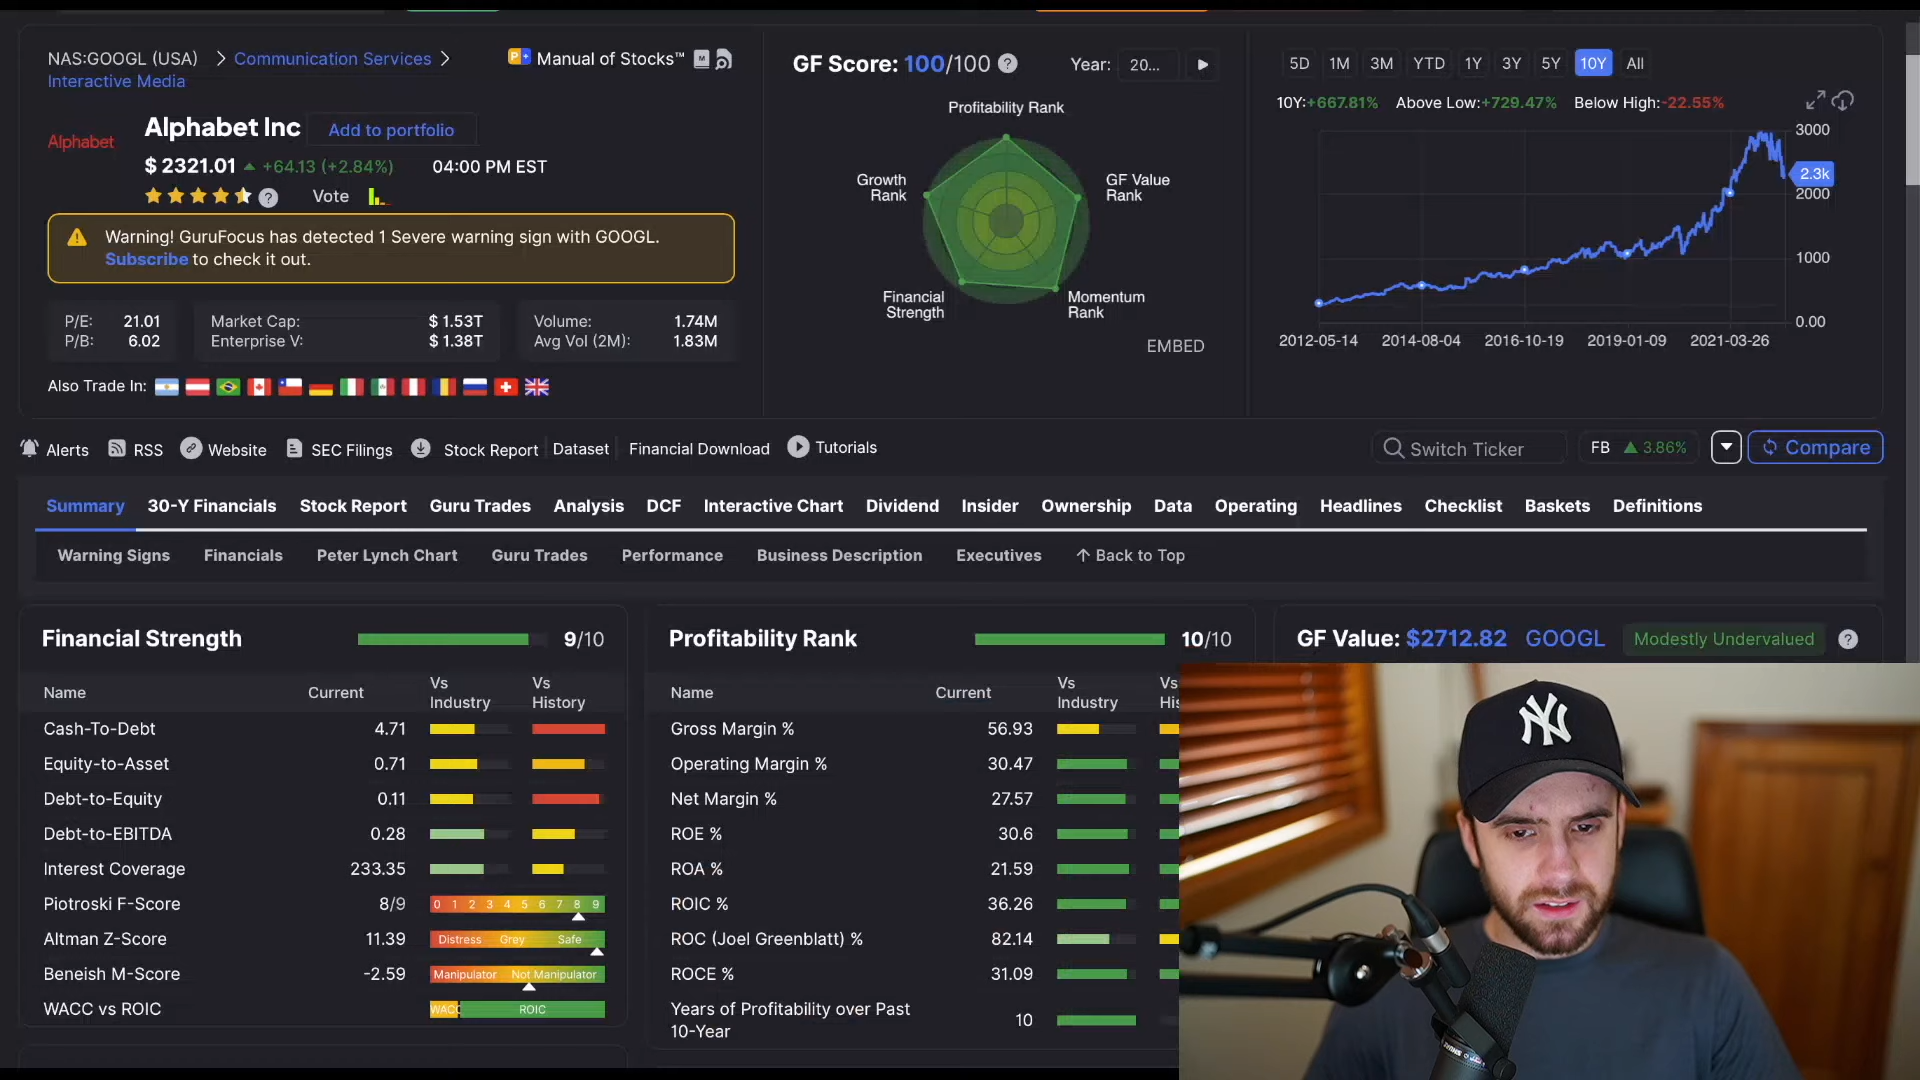 NAS:GOOGL (USA) > Communication Services >
Interactive Media
Manual of Stocks™
Alphabet
Alphabet Inc
Add to portfolio
$ 2321.01 +64.13 (+2.84%) 04:00 PM EST
Vote
Warning! GuruFocus has detected 1 Severe warning sign with GOOGL.
Subscribe to check it out.
P/E: 21.01
P/B: 6.02
Market Cap: $ 1.53T
Enterprise V: $ 1.38T
Volume: 1.74M
Avg Vol (2M): 1.83M
Also Trade In:
GF Score: 100/100
Year: 20...
Profitability Rank
Growth
Rank
GF Value
Rank
Financial
Strength
Momentum
Rank
EMBED
5D 1M 3M YTD 1Y 3Y 5Y 10Y All
10Y:+667.81% Above Low:+729.47% Below High:-22.55%
3000
2.3k
2000
1000
0.00
2012-05-14 2014-08-04 2016-10-19 2019-01-09 2021-03-26
Alerts RSS Website SEC Filings Stock Report Dataset Financial Download Tutorials
Switch Ticker FB 3.86% Compare
Summary 30-Y Financials Stock Report Guru Trades Analysis DCF Interactive Chart Dividend Insider Ownership Data Operating Headlines Checklist Baskets Definitions
Warning Signs Financials Peter Lynch Chart Guru Trades Performance Business Description Executives Back to Top
Financial Strength 9/10
Name Current Vs Industry Vs History
Cash-To-Debt 4.71
Equity-to-Asset 0.71
Debt-to-Equity 0.11
Debt-to-EBITDA 0.28
Interest Coverage 233.35
Piotroski F-Score 8/9 0 1 2 3 4 5 6 7 8 9
Altman Z-Score 11.39 Distress Grey Safe
Beneish M-Score -2.59 Manipulator Not Manipulator
WACC vs ROIC WACC ROIC
Profitability Rank 10/10
Name Current Vs Industry Vs His
Gross Margin % 56.93
Operating Margin % 30.47
Net Margin % 27.57
ROE % 30.6
ROA % 21.59
ROIC % 36.26
ROC (Joel Greenblatt) % 82.14
ROCE % 31.09
Years of Profitability over Past
10-Year 10
GF Value: $2712.82 GOOGL Modestly Undervalued
NY